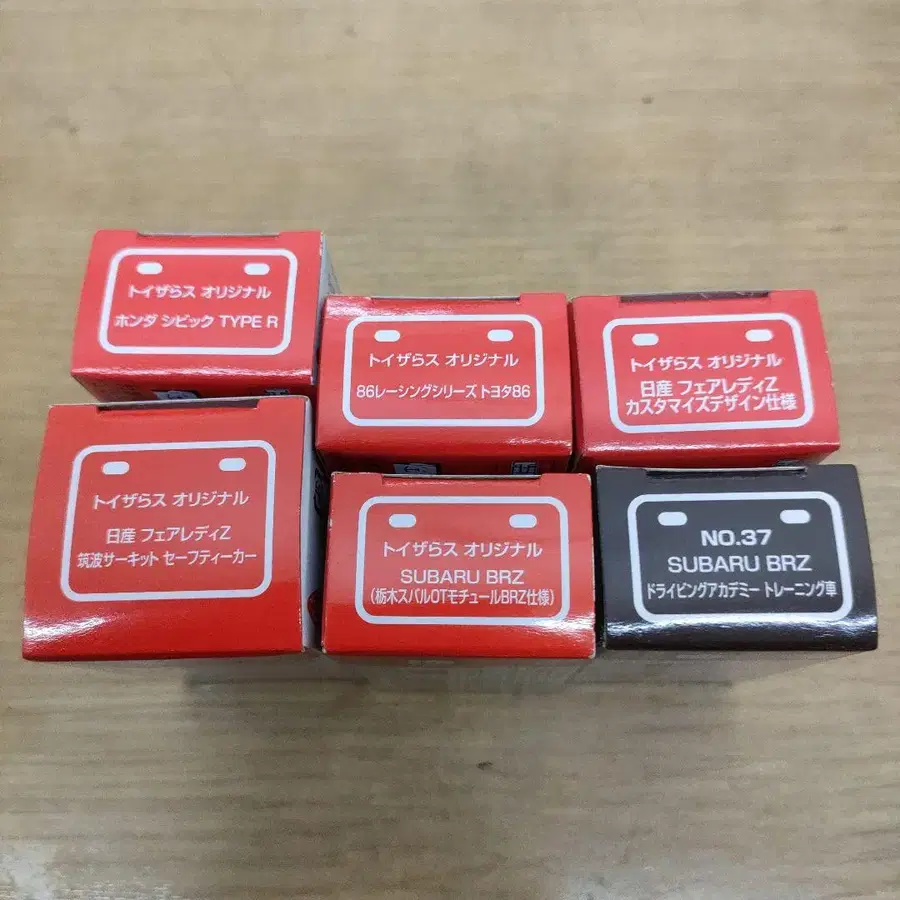 トイザらス オリジナル
ホンダ シビック TYPE R
トイザらス オリジナル
86レーシングシリーズ トヨタ86
トイザらス オリジナル
日産 フェアレディZ
カスタマイズデザイン仕様
トイザらス オリジナル
日産 フェアレディZ
筑波サーキット セーフティーカー
トイザらス オリジナル
SUBARU BRZ
(栃木スバルOTモチュールBRZ仕様)
NO.37
SUBARU BRZ
ドライビングアカデミー トレーニング車